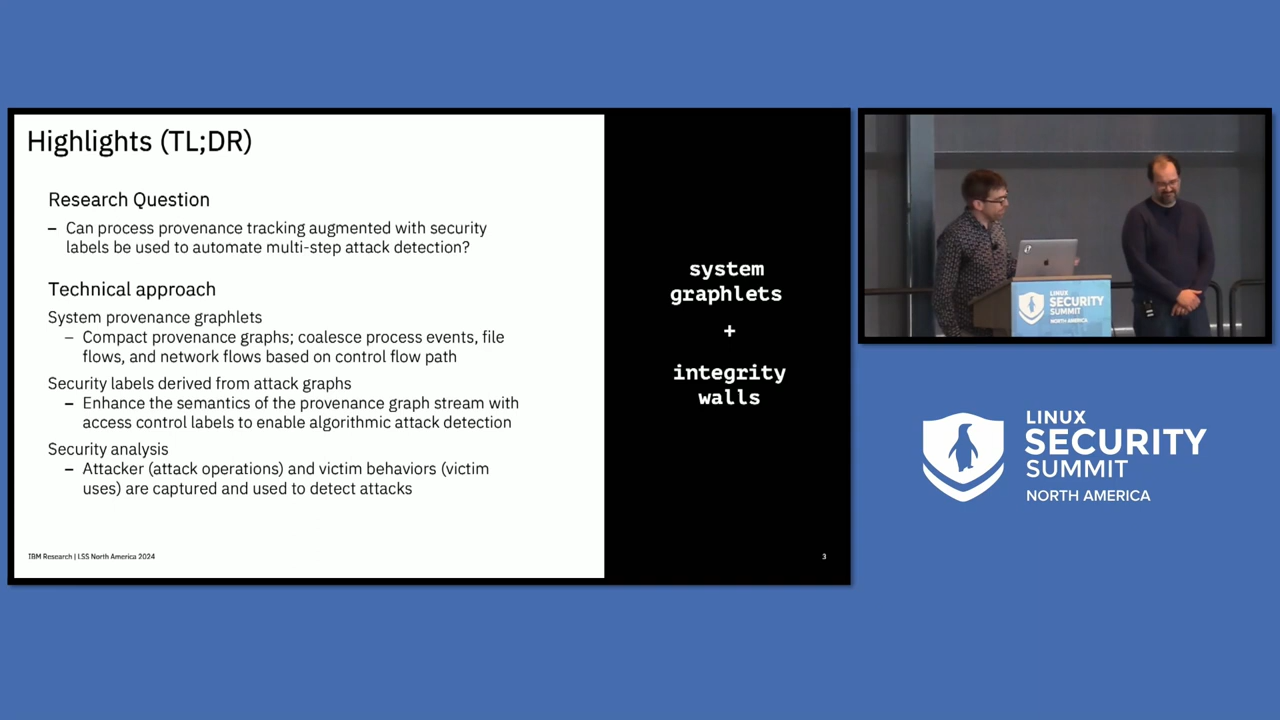 Highlights (TL;DR)
Research Question
– Can process provenance tracking augmented with security
labels be used to automate multi-step attack detection?
Technical approach
System provenance graphlets
– Compact provenance graphs; coalesce process events, file
flows, and network flows based on control flow path
Security labels derived from attack graphs
– Enhance the semantics of the provenance graph stream with
access control labels to enable algorithmic attack detection
Security analysis
– Attacker (attack operations) and victim behaviors (victim
uses) are captured and used to detect attacks
IBM Research | LSS North America 2024
system
graphlets
+
integrity
walls
3
LINUX
SECURITY
SUMMIT
NORTH AMERICA
LINUX
SECURITY
SUMMIT
NORTH AMERICA